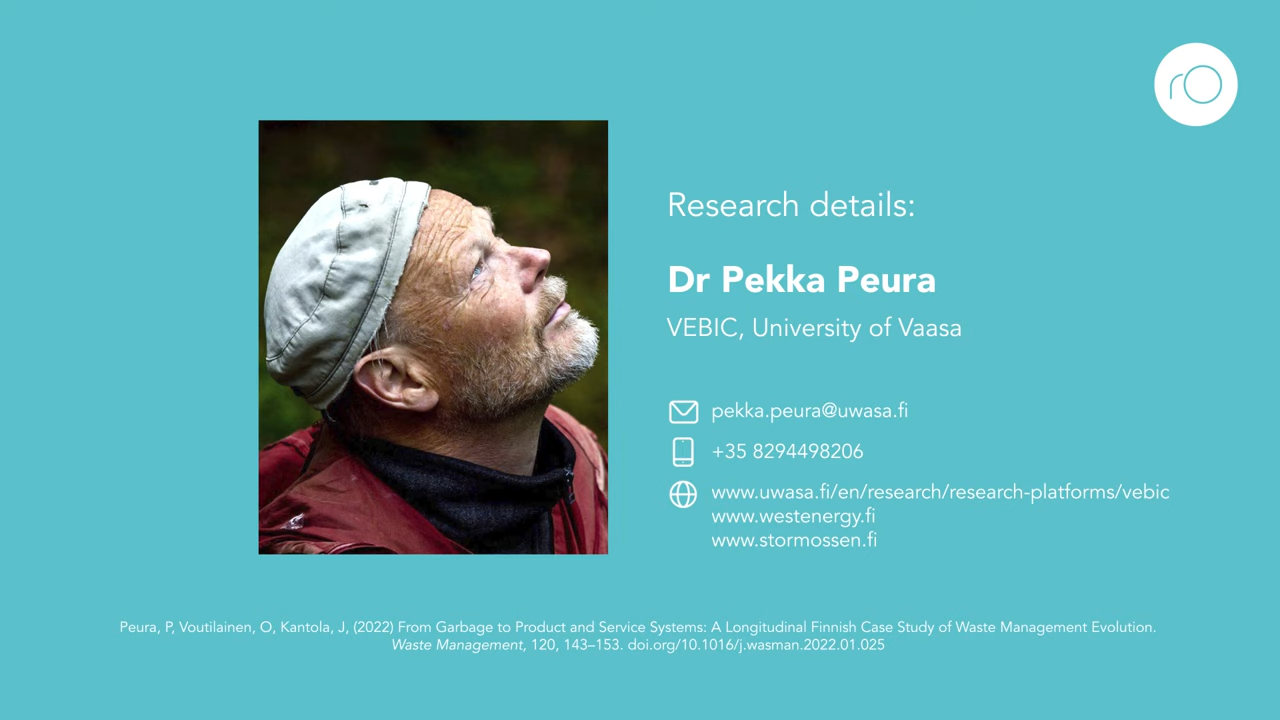 rO
Research details:
Dr Pekka Peura
VEBIC, University of Vaasa
pekka.peura@uwasa.fi
+35 8294498206
www.uwasa.fi/en/research/research-platforms/vebic
www.westenergy.fi
www.stormossen.fi
Peura, P, Voutilainen, O, Kantola, J, (2022) From Garbage to Product and Service Systems: A Longitudinal Finnish Case Study of Waste Management Evolution.
Waste Management, 120, 143–153. doi.org/10.1016/j.wasman.2022.01.025